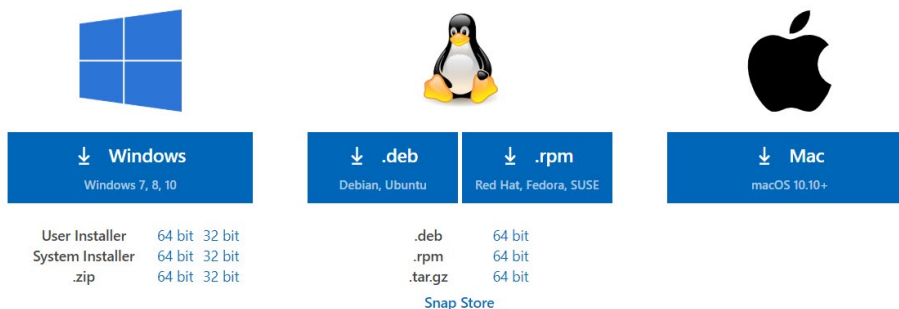 Windows
Windows 7, 8, 10
User Installer 64 bit 32 bit
System Installer 64 bit 32 bit
.zip 64 bit 32 bit
.deb
Debian, Ubuntu
.rpm
Red Hat, Fedora, SUSE
.deb 64 bit
.rpm 64 bit
.tar.gz 64 bit
Snap Store
Mac
macOS 10.10+